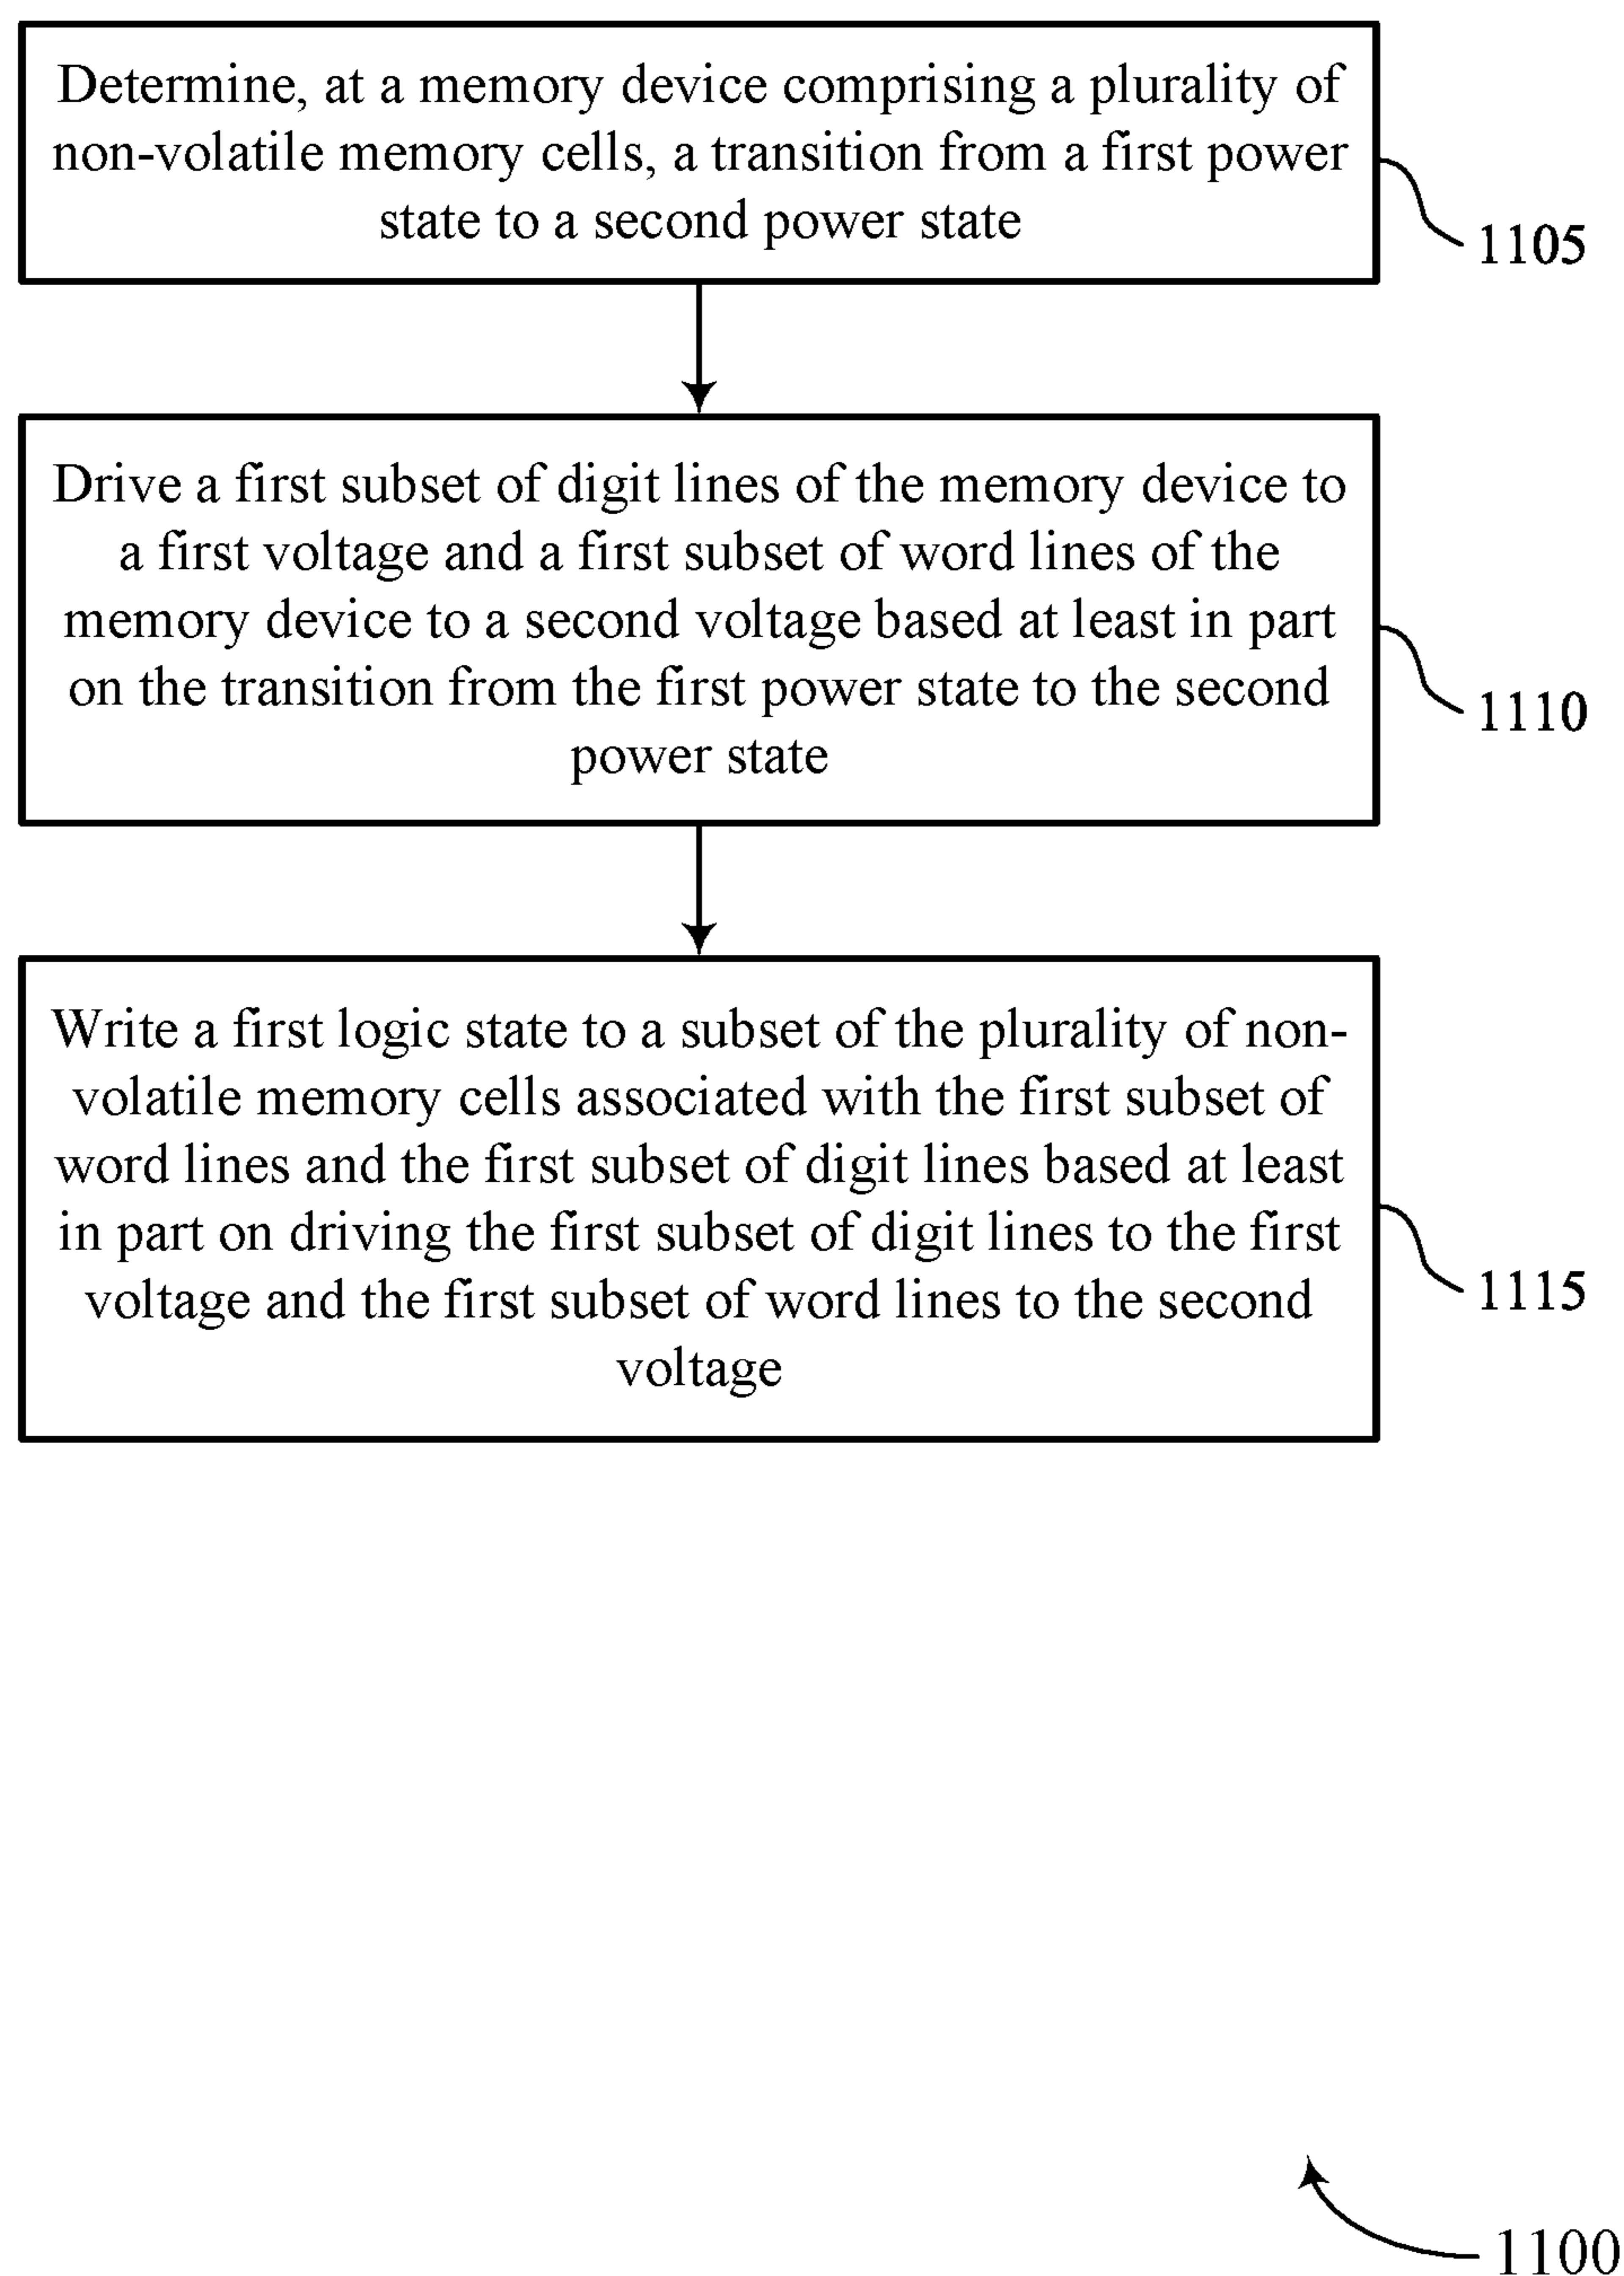 Determine, at a memory device comprising a plurality of
non-volatile memory cells, a transition from a first power
state to a second power state
1105
Drive a first subset of digit lines of the memory device to
a first voltage and a first subset of word lines of the
memory device to a second voltage based at least in part
on the transition from the first power state to the second
power state
1110
Write a first logic state to a subset of the plurality of non-
volatile memory cells associated with the first subset of
word lines and the first subset of digit lines based at least
in part on driving the first subset of digit lines to the first
voltage and the first subset of word lines to the second
voltage
1115
1100